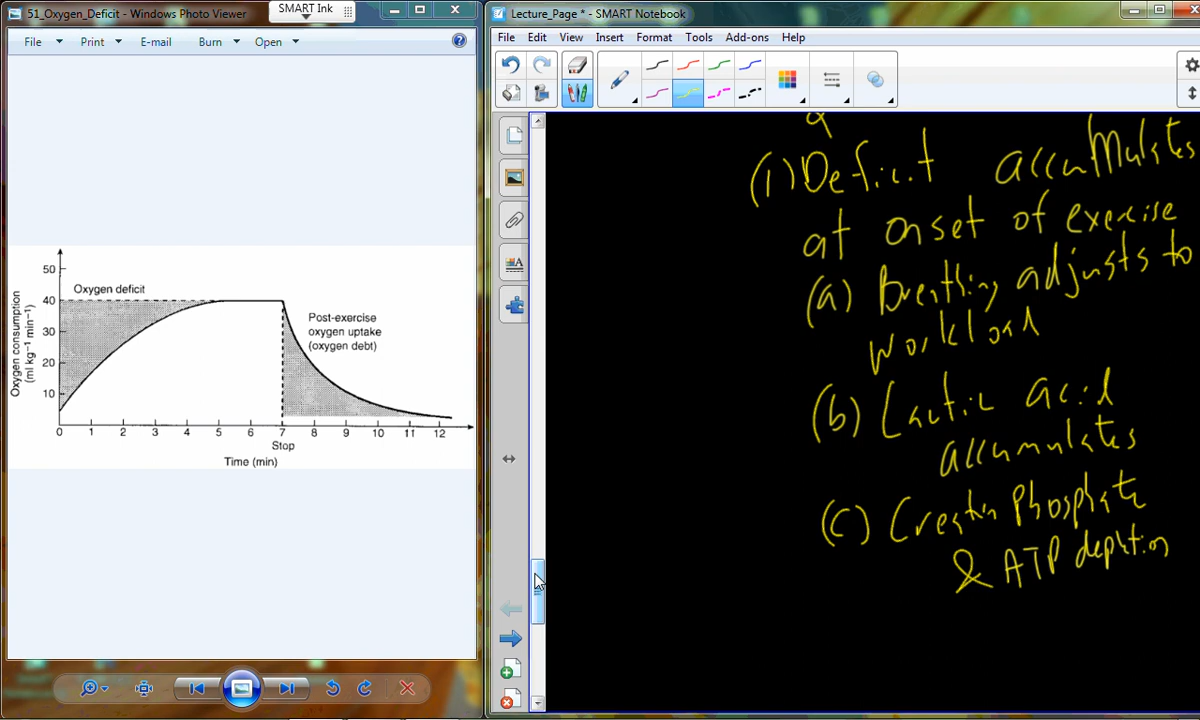 51_Oxygen_Deficit - Windows Photo Viewer
SMART Ink
File Print E-mail Burn Open
50
40
30
20
10
Oxygen consumption
(ml kg⁻¹ min⁻¹)
Oxygen deficit
Post-exercise
oxygen uptake
(oxygen debt)
0 1 2 3 4 5 6 7 8 9 10 11 12
Stop
Time (min)
Lecture_Page * - SMART Notebook
File Edit View Insert Format Tools Add-ons Help
(1) Deficit accumulates
at onset of exercise
(a) Breathing adjusts to
workload
(b) Lactic acid
accumulates
(c) Creatin Phosphate
& ATP depletion